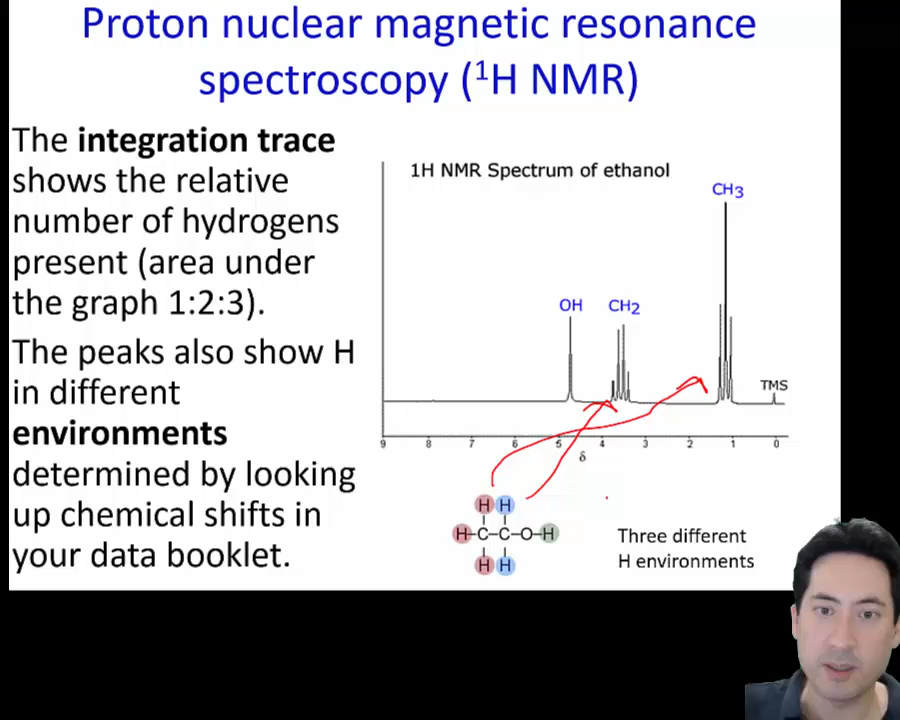 Proton nuclear magnetic resonance
spectroscopy (¹H NMR)
The integration trace
shows the relative
number of hydrogens
present (area under
the graph 1:2:3).
The peaks also show H
in different
environments
determined by looking
up chemical shifts in
your data booklet.
1H NMR Spectrum of ethanol
CH3
OH CH2
TMS
9 8 7 6 5 4 3 2 1 0
δ
H H
H-C-C-O-H
H H
Three different
H environments